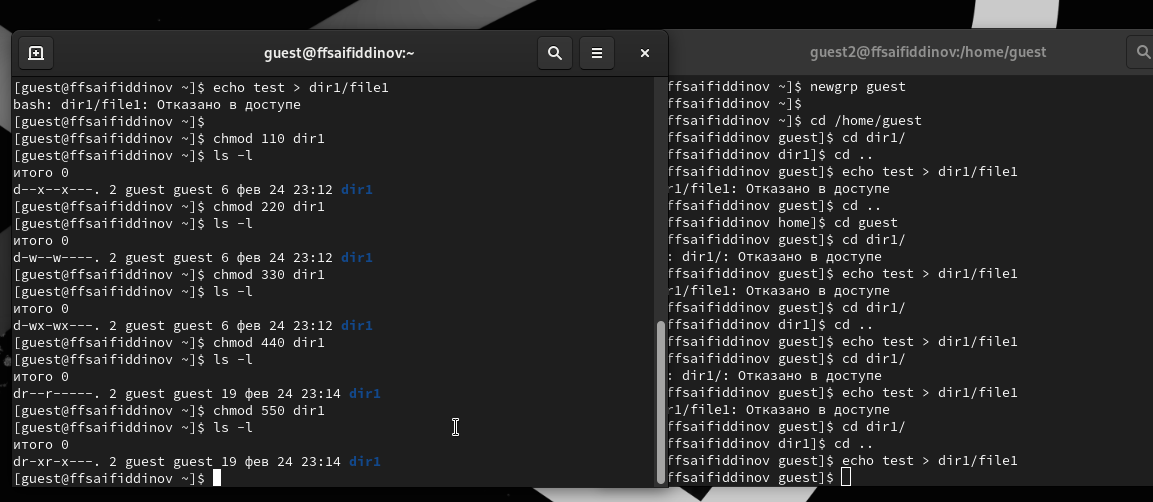 guest@ffsaifiddinov:~
[guest@ffsaifiddinov ~]$ echo test > dir1/file1
bash: dir1/file1: Отказано в доступе
[guest@ffsaifiddinov ~]$
[guest@ffsaifiddinov ~]$ chmod 110 dir1
[guest@ffsaifiddinov ~]$ ls -l
итого 0
d--x--x---. 2 guest guest 6 фев 24 23:12 dir1
[guest@ffsaifiddinov ~]$ chmod 220 dir1
[guest@ffsaifiddinov ~]$ ls -l
итого 0
d-w--w----. 2 guest guest 6 фев 24 23:12 dir1
[guest@ffsaifiddinov ~]$ chmod 330 dir1
[guest@ffsaifiddinov ~]$ ls -l
итого 0
d-wx-wx---. 2 guest guest 6 фев 24 23:12 dir1
[guest@ffsaifiddinov ~]$ chmod 440 dir1
[guest@ffsaifiddinov ~]$ ls -l
итого 0
dr--r-----. 2 guest guest 19 фев 24 23:14 dir1
[guest@ffsaifiddinov ~]$ chmod 550 dir1
[guest@ffsaifiddinov ~]$ ls -l
итого 0
dr-xr-x---. 2 guest guest 19 фев 24 23:14 dir1
[guest@ffsaifiddinov ~]$
guest2@ffsaifiddinov:/home/guest
ffsaifiddinov ~]$ newgrp guest
ffsaifiddinov ~]$
ffsaifiddinov ~]$ cd /home/guest
ffsaifiddinov guest]$ cd dir1/
ffsaifiddinov dir1]$ cd ..
ffsaifiddinov guest]$ echo test > dir1/file1
r1/file1: Отказано в доступе
ffsaifiddinov guest]$ cd ..
ffsaifiddinov home]$ cd guest
ffsaifiddinov guest]$ cd dir1/
: dir1/: Отказано в доступе
ffsaifiddinov guest]$ echo test > dir1/file1
r1/file1: Отказано в доступе
ffsaifiddinov guest]$ cd dir1/
ffsaifiddinov dir1]$ cd ..
ffsaifiddinov guest]$ echo test > dir1/file1
ffsaifiddinov guest]$ cd dir1/
: dir1/: Отказано в доступе
ffsaifiddinov guest]$ echo test > dir1/file1
r1/file1: Отказано в доступе
ffsaifiddinov guest]$ cd dir1/
ffsaifiddinov dir1]$ cd ..
ffsaifiddinov guest]$ echo test > dir1/file1
ffsaifiddinov guest]$